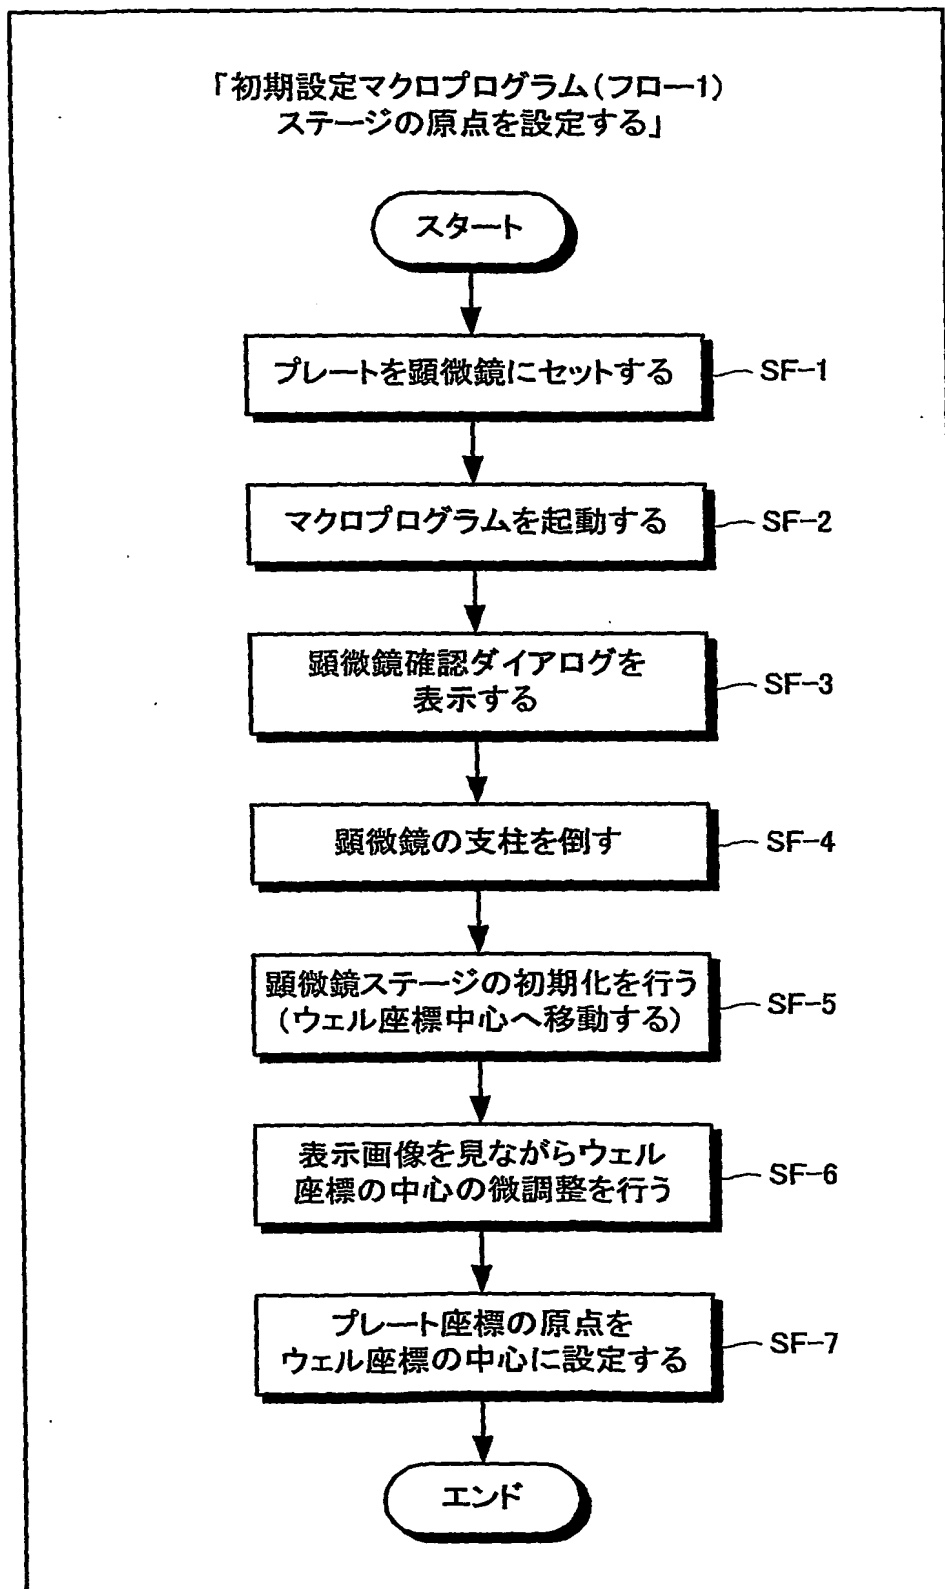 「初期設定マクロプログラム(フロー1)
ステージの原点を設定する」
スタート
プレートを顕微鏡にセットする
SF-1
マクロプログラムを起動する
SF-2
顕微鏡確認ダイアログを
表示する
SF-3
顕微鏡の支柱を倒す
SF-4
顕微鏡ステージの初期化を行う
(ウェル座標中心へ移動する)
SF-5
表示画像を見ながらウェル
座標の中心の微調整を行う
SF-6
プレート座標の原点を
ウェル座標の中心に設定する
SF-7
エンド